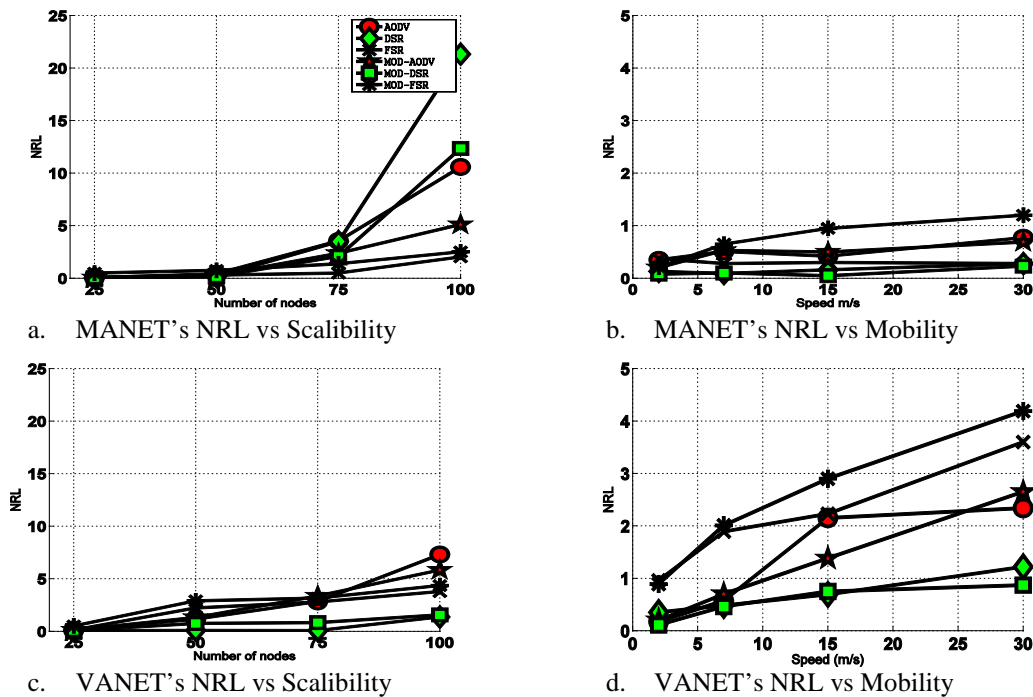 25
20
15
10
5
0
NRL
AODV
DSR
FSR
MOD-AODV
MOD-DSR
MOD-FSR
25 50 75 100
Number of nodes
a. MANET's NRL vs Scalibility
5
4
3
2
1
0
NRL
0 5 10 15 20 25 30
Speed m/s
b. MANET's NRL vs Mobility
25
20
15
10
5
0
NRL
25 50 75 100
Number of nodes
c. VANET's NRL vs Scalibility
5
4
3
2
1
0
NRL
0 5 10 15 20 25 30
Speed (m/s)
d. VANET's NRL vs Mobility